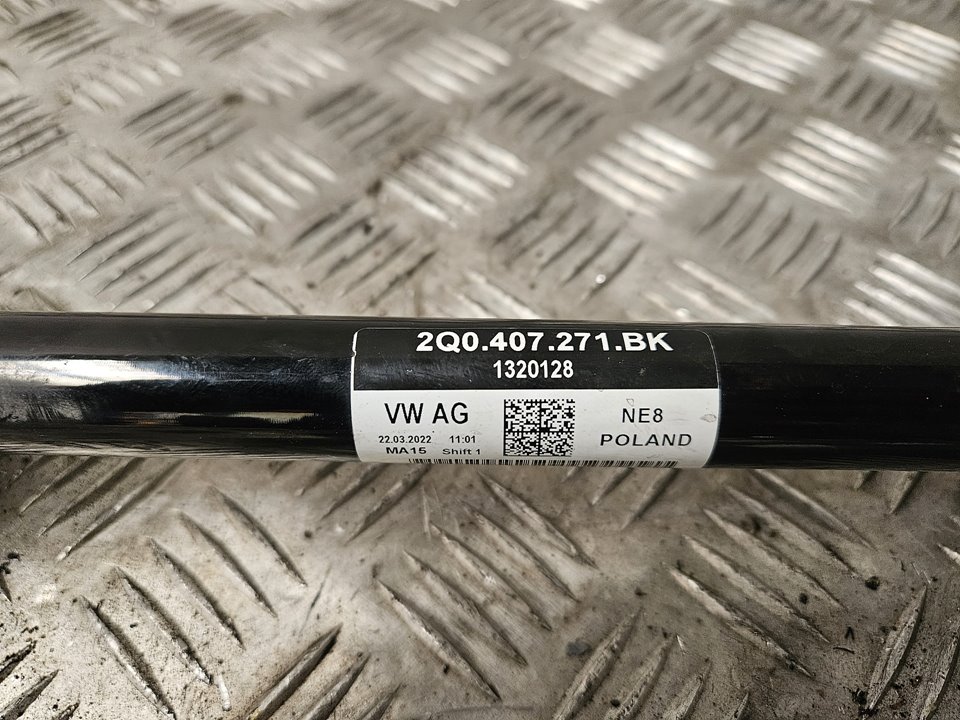 2Q0.407.271.BK
1320128
VW AG
NE8
22.03.2022 11:01
POLAND
MA15 Shift 1